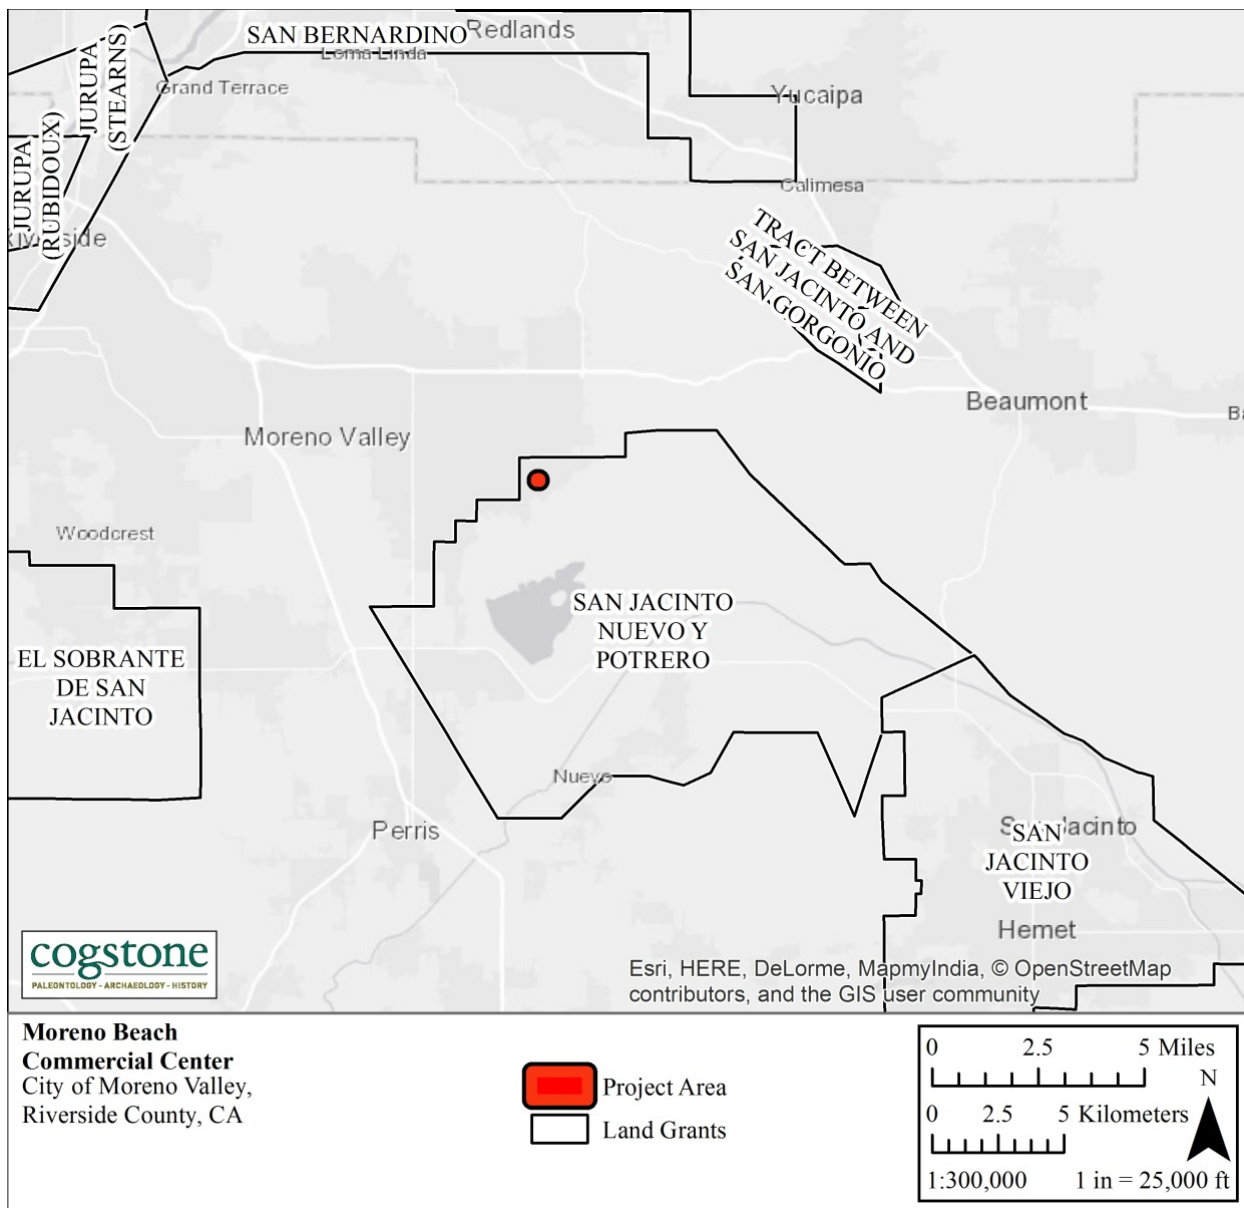 SAN BERNARDINO
Redlands
Loma Linda
JURUPA
(STEARNS)
Grand Terrace
Yucaipa
JURUPA
(RUBIDOUX)
Calimesa
TRACT BETWEEN
SAN JACINTO AND
SAN GORGONIO
Beaumont
Moreno Valley
Woodcrest
SAN JACINTO
NUEVO Y
POTRERO
EL SOBRANTE
DE SAN
JACINTO
Nuevo
Perris
SAN
JACINTO
VIEJO
Hemet
cogstone
PALEONTOLOGY - ARCHAEOLOGY - HISTORY
Esri, HERE, DeLorme, MapmyIndia, © OpenStreetMap
contributors, and the GIS user community
Moreno Beach
Commercial Center
City of Moreno Valley,
Riverside County, CA
Project Area
Land Grants
0 2.5 5 Miles
N
0 2.5 5 Kilometers
1:300,000 1 in = 25,000 ft